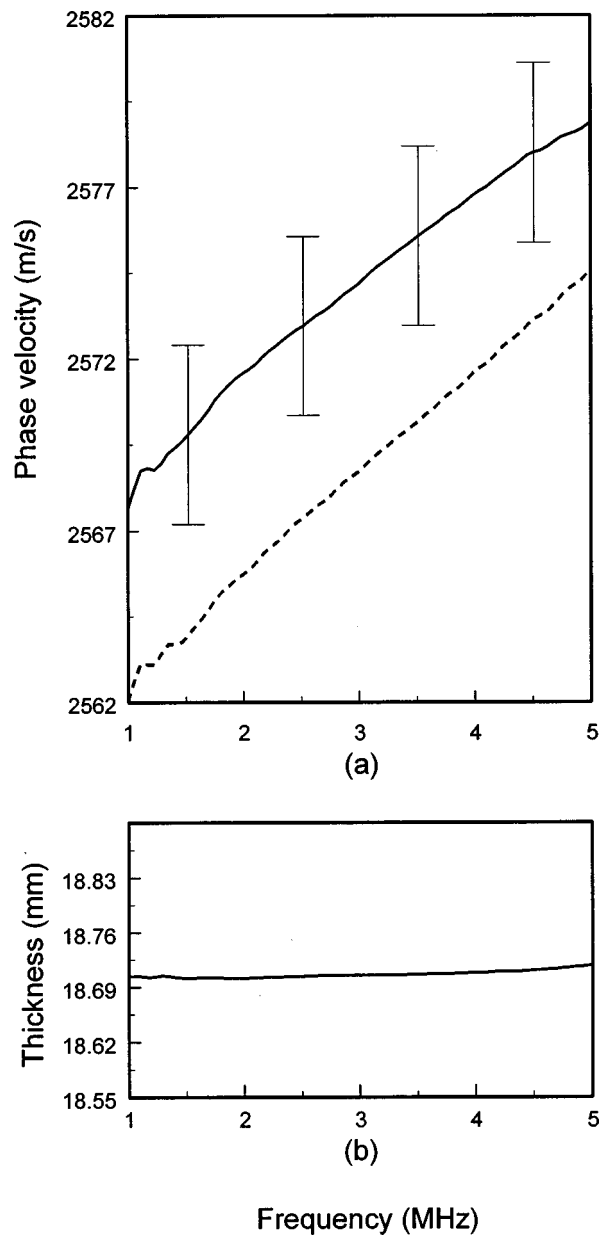 2582
2577
2572
2567
2562
Phase velocity (m/s)
1 2 3 4 5
(a)
18.83
18.76
18.69
18.62
18.55
Thickness (mm)
1 2 3 4 5
(b)
Frequency (MHz)